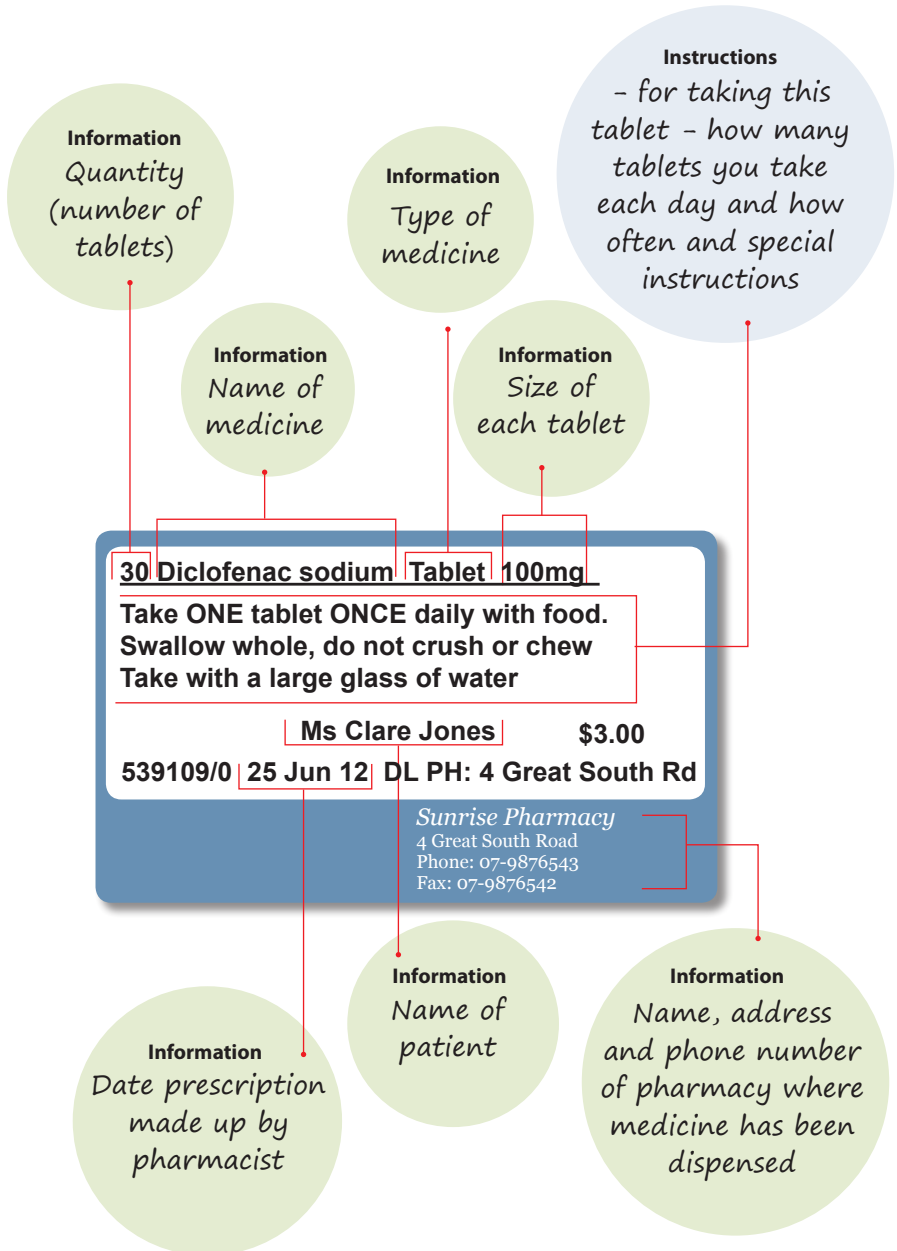 Instructions
- for taking this
tablet - how many
tablets you take
each day and how
often and special
instructions
Information
Quantity
(number of
tablets)
Information
Type of
medicine
Information
Name of
medicine
Information
Size of
each tablet
30 Diclofenac sodium Tablet 100mg
Take ONE tablet ONCE daily with food.
Swallow whole, do not crush or chew
Take with a large glass of water
Ms Clare Jones $3.00
539109/0 25 Jun 12 DL PH: 4 Great South Rd
Sunrise Pharmacy
4 Great South Road
Phone: 07-9876543
Fax: 07-9876542
Information
Name of
patient
Information
Name, address
and phone number
of pharmacy where
medicine has been
dispensed
Information
Date prescription
made up by
pharmacist